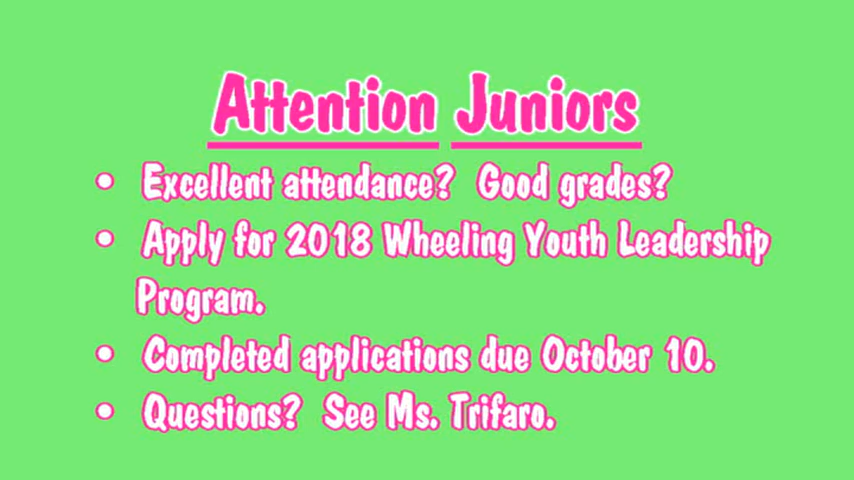 Attention Juniors
• Excellent attendance? Good grades?
• Apply for 2018 Wheeling Youth Leadership
Program.
• Completed applications due October 10.
• Questions? See Ms. Trifaro.